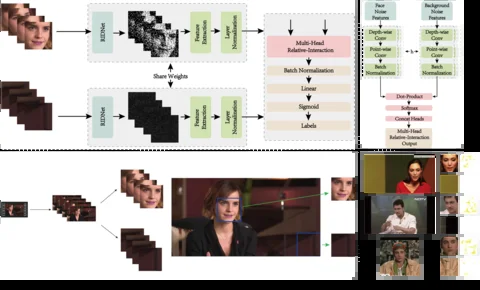 RIDNet
Feature
Extraction
Layer
Normalization
Share Weights
RIDNet
Feature
Extraction
Layer
Normalization
Multi-Head
Relative-Interaction
Batch Normalization
Linear
Sigmoid
Labels
Face
Noise
Features
Depth-wise
Conv
Point-wise
Conv
Batch
Normalization
Background
Noise
Features
Depth-wise
Conv
Point-wise
Conv
Batch
Normalization
Dot-Product
Softmax
Concat Heads
Multi-Head
Relative-Interaction
Output
NDTV